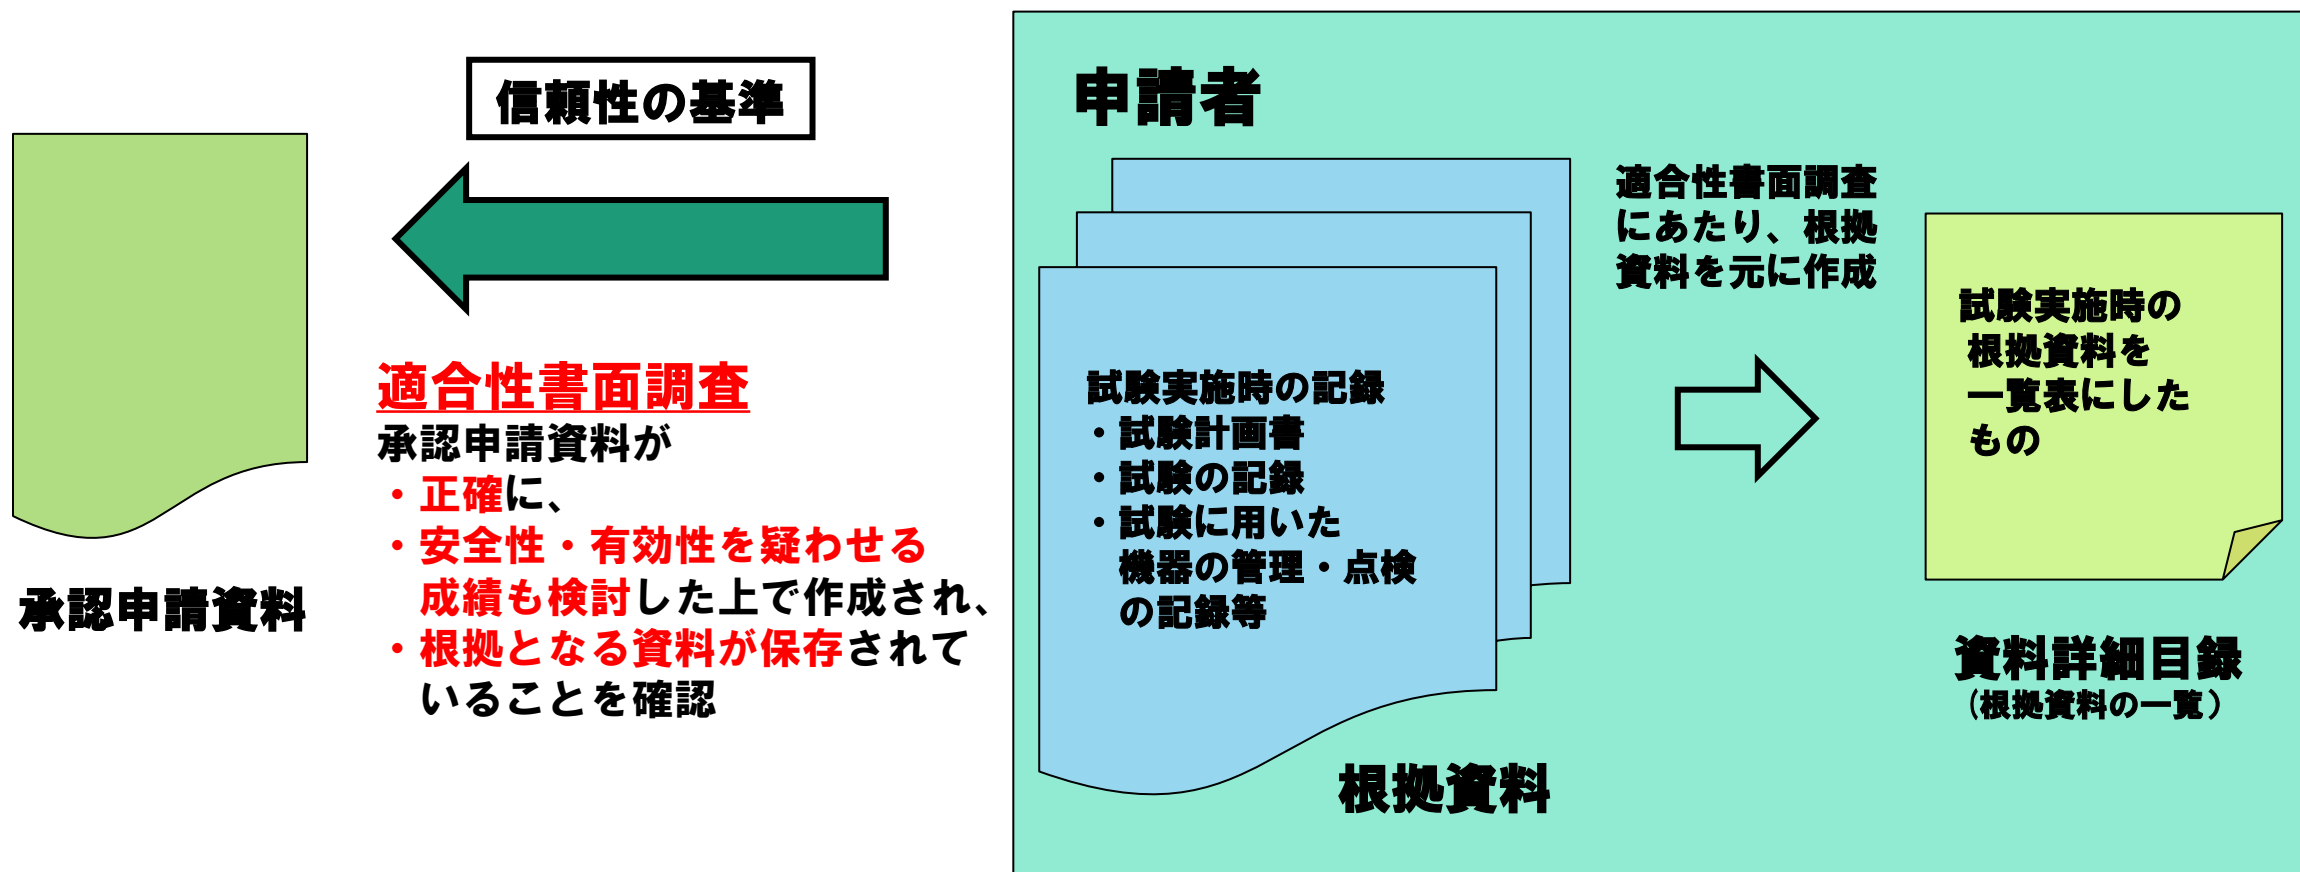 信頼性の基準
承認申請資料
適合性書面調査
承認申請資料が
・正確に、
・安全性・有効性を疑わせる
成績も検討した上で作成され、
・根拠となる資料が保存されて
いることを確認
申請者
試験実施時の記録
・試験計画書
・試験の記録
・試験に用いた
機器の管理・点検
の記録等
根拠資料
適合性書面調査
にあたり、根拠
資料を元に作成
試験実施時の
根拠資料を
一覧表にした
もの
資料詳細目録
（根拠資料の一覧）